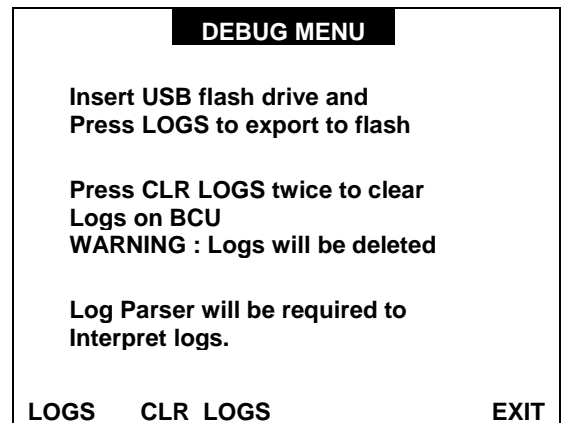 DEBUG MENU
Insert USB flash drive and
Press LOGS to export to flash
Press CLR LOGS twice to clear
Logs on BCU
WARNING : Logs will be deleted
Log Parser will be required to
Interpret logs.
LOGS CLR LOGS EXIT